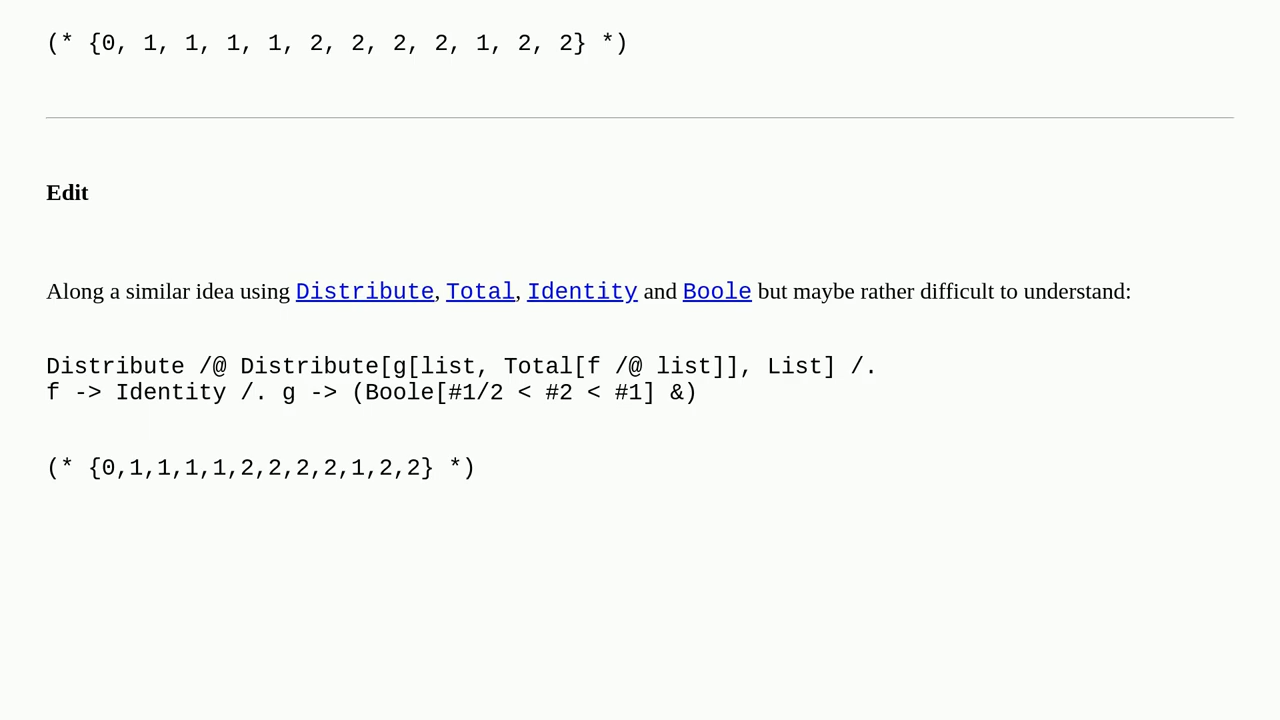 (* {0, 1, 1, 1, 1, 2, 2, 2, 2, 1, 2, 2} *)
Edit
Along a similar idea using Distribute, Total, Identity and Boole but maybe rather difficult to understand:
Distribute /@ Distribute[g[list, Total[f /@ list]], List] /.
f -> Identity /. g -> (Boole[#1/2 < #2 < #1] &)
(* {0,1,1,1,1,2,2,2,2,1,2,2} *)